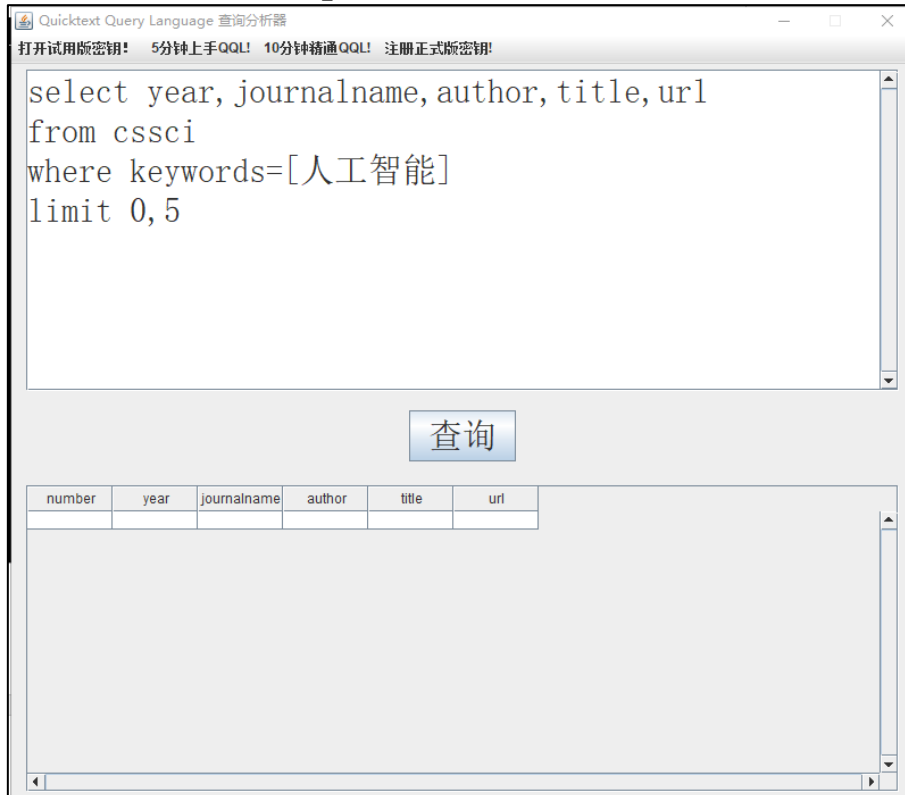 Quicktext Query Language 查询分析器
打开试用版密钥! 5分钟上手QQL! 10分钟精通QQL! 注册正式版密钥!
select year,journalname,author,title,url
from cssci
where keywords=[人工智能]
limit 0,5
查询
number year journalname author title url